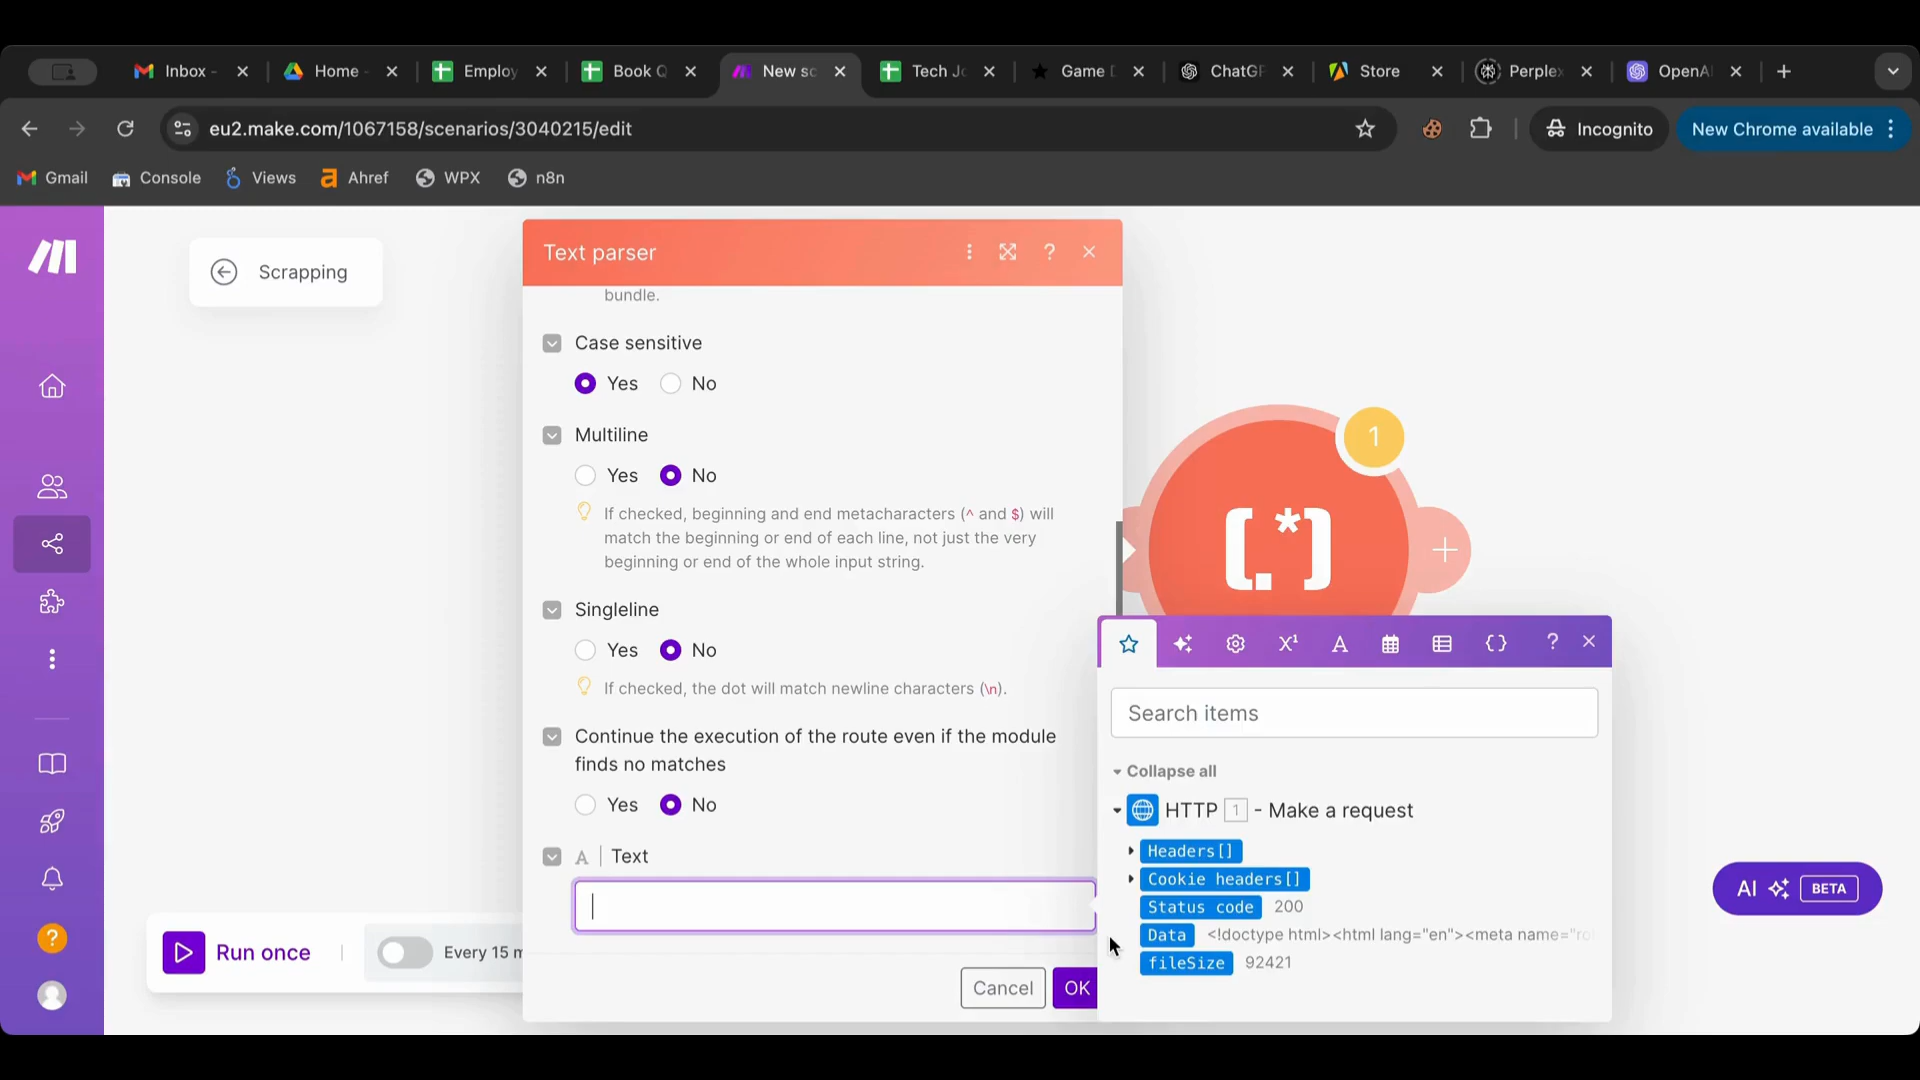 Inbox -
Home -
Employ
Book Q
New sc
Tech Jo
Game D
ChatGP
Store
Perplex
OpenA
eu2.make.com/1067158/scenarios/3040215/edit
Incognito
New Chrome available
Gmail
Console
Views
Ahref
WPX
n8n
Scrapping
Text parser
?
bundle.
Case sensitive
Yes
No
Multiline
Yes
No
If checked, beginning and end metacharacters (^ and $) will
match the beginning or end of each line, not just the very
beginning or end of the whole input string.
Singleline
Yes
No
If checked, the dot will match newline characters (\n).
Continue the execution of the route even if the module
finds no matches
Yes
No
A
Text
Cancel
OK
Run once
Every 15 m
1
Search items
Collapse all
HTTP 1 - Make a request
Headers[]
Cookie headers[]
Status code 200
Data <!doctype html><html lang="en"><meta name="ro
fileSize 92421
AI BETA